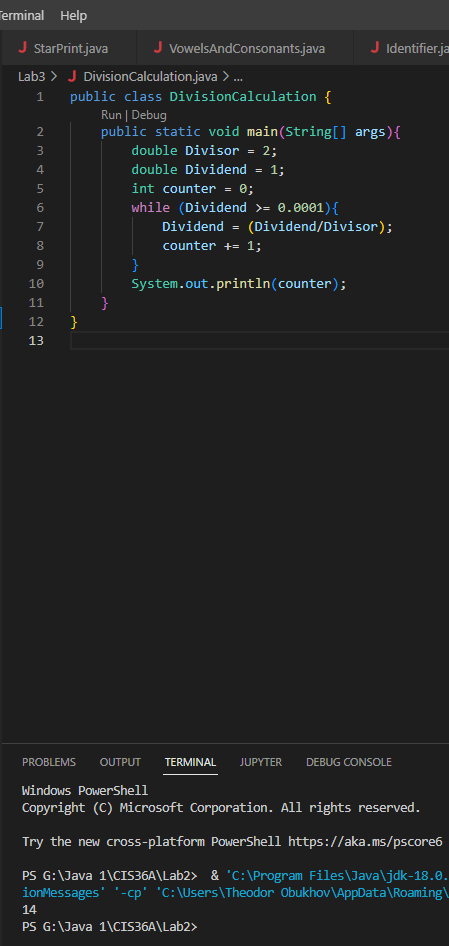 Terminal Help
StarPrint.java VowelsAndConsonants.java Identifier.ja
Lab3 > DivisionCalculation.java > ...
1 public class DivisionCalculation {
Run | Debug
2 public static void main(String[] args){
3 double Divisor = 2;
4 double Dividend = 1;
5 int counter = 0;
6 while (Dividend >= 0.0001){
7 Dividend = (Dividend/Divisor);
8 counter += 1;
9 }
10 System.out.println(counter);
11 }
12 }
13
PROBLEMS OUTPUT TERMINAL JUPYTER DEBUG CONSOLE
Windows PowerShell
Copyright (C) Microsoft Corporation. All rights reserved.
Try the new cross-platform PowerShell https://aka.ms/pscore6
PS G:\Java 1\CIS36A\Lab2> & 'C:\Program Files\Java\jdk-18.0.
ionMessages' '-cp' 'C:\Users\Theodor Obukhov\AppData\Roaming\
14
PS G:\Java 1\CIS36A\Lab2>